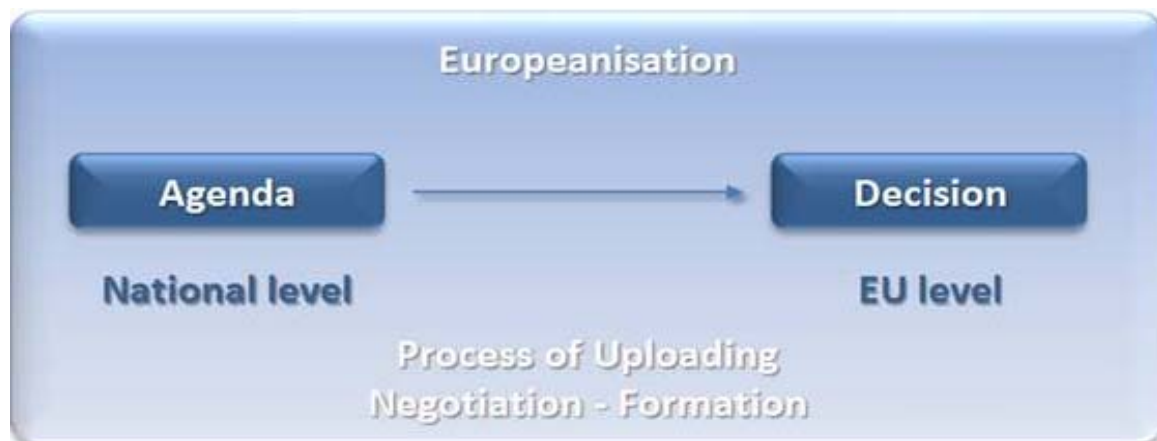 Europeanisation
Agenda
Decision
National level
EU level
Process of Uploading
Negotiation - Formation